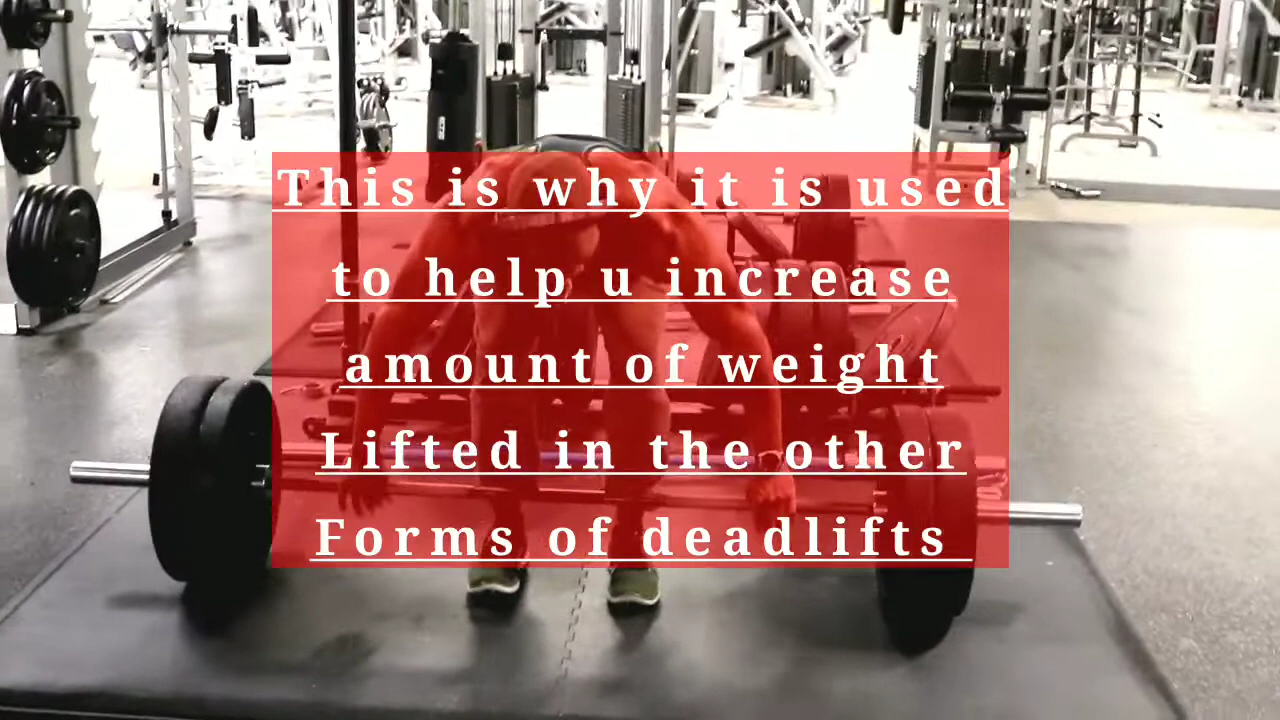 This is why it is used
to help u increase
amount of weight
Lifted in the other
Forms of deadlifts